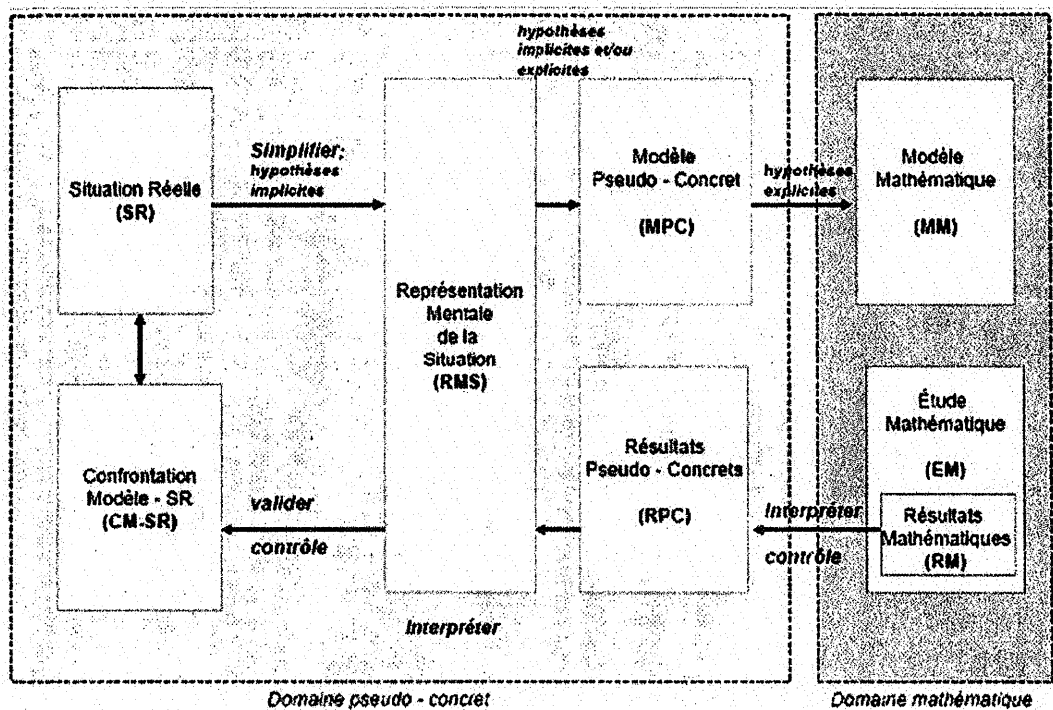 hypothèses
implicites et/ou
explicites
Simplifier;
hypothèses
implicites
Situation Réelle
(SR)
Modèle
Pseudo - Concret
(MPC)
hypothèses
explicites
Modèle
Mathématique
(MM)
Représentation
Mentale
de la
Situation
(RMS)
Confrontation
Modèle - SR
(CM-SR)
valider
contrôle
Résultats
Pseudo - Concrets
(RPC)
Interpréter
contrôle
Étude
Mathématique
(EM)
Résultats
Mathématiques
(RM)
Interpréter
Domaine pseudo - concret
Domaine mathématique